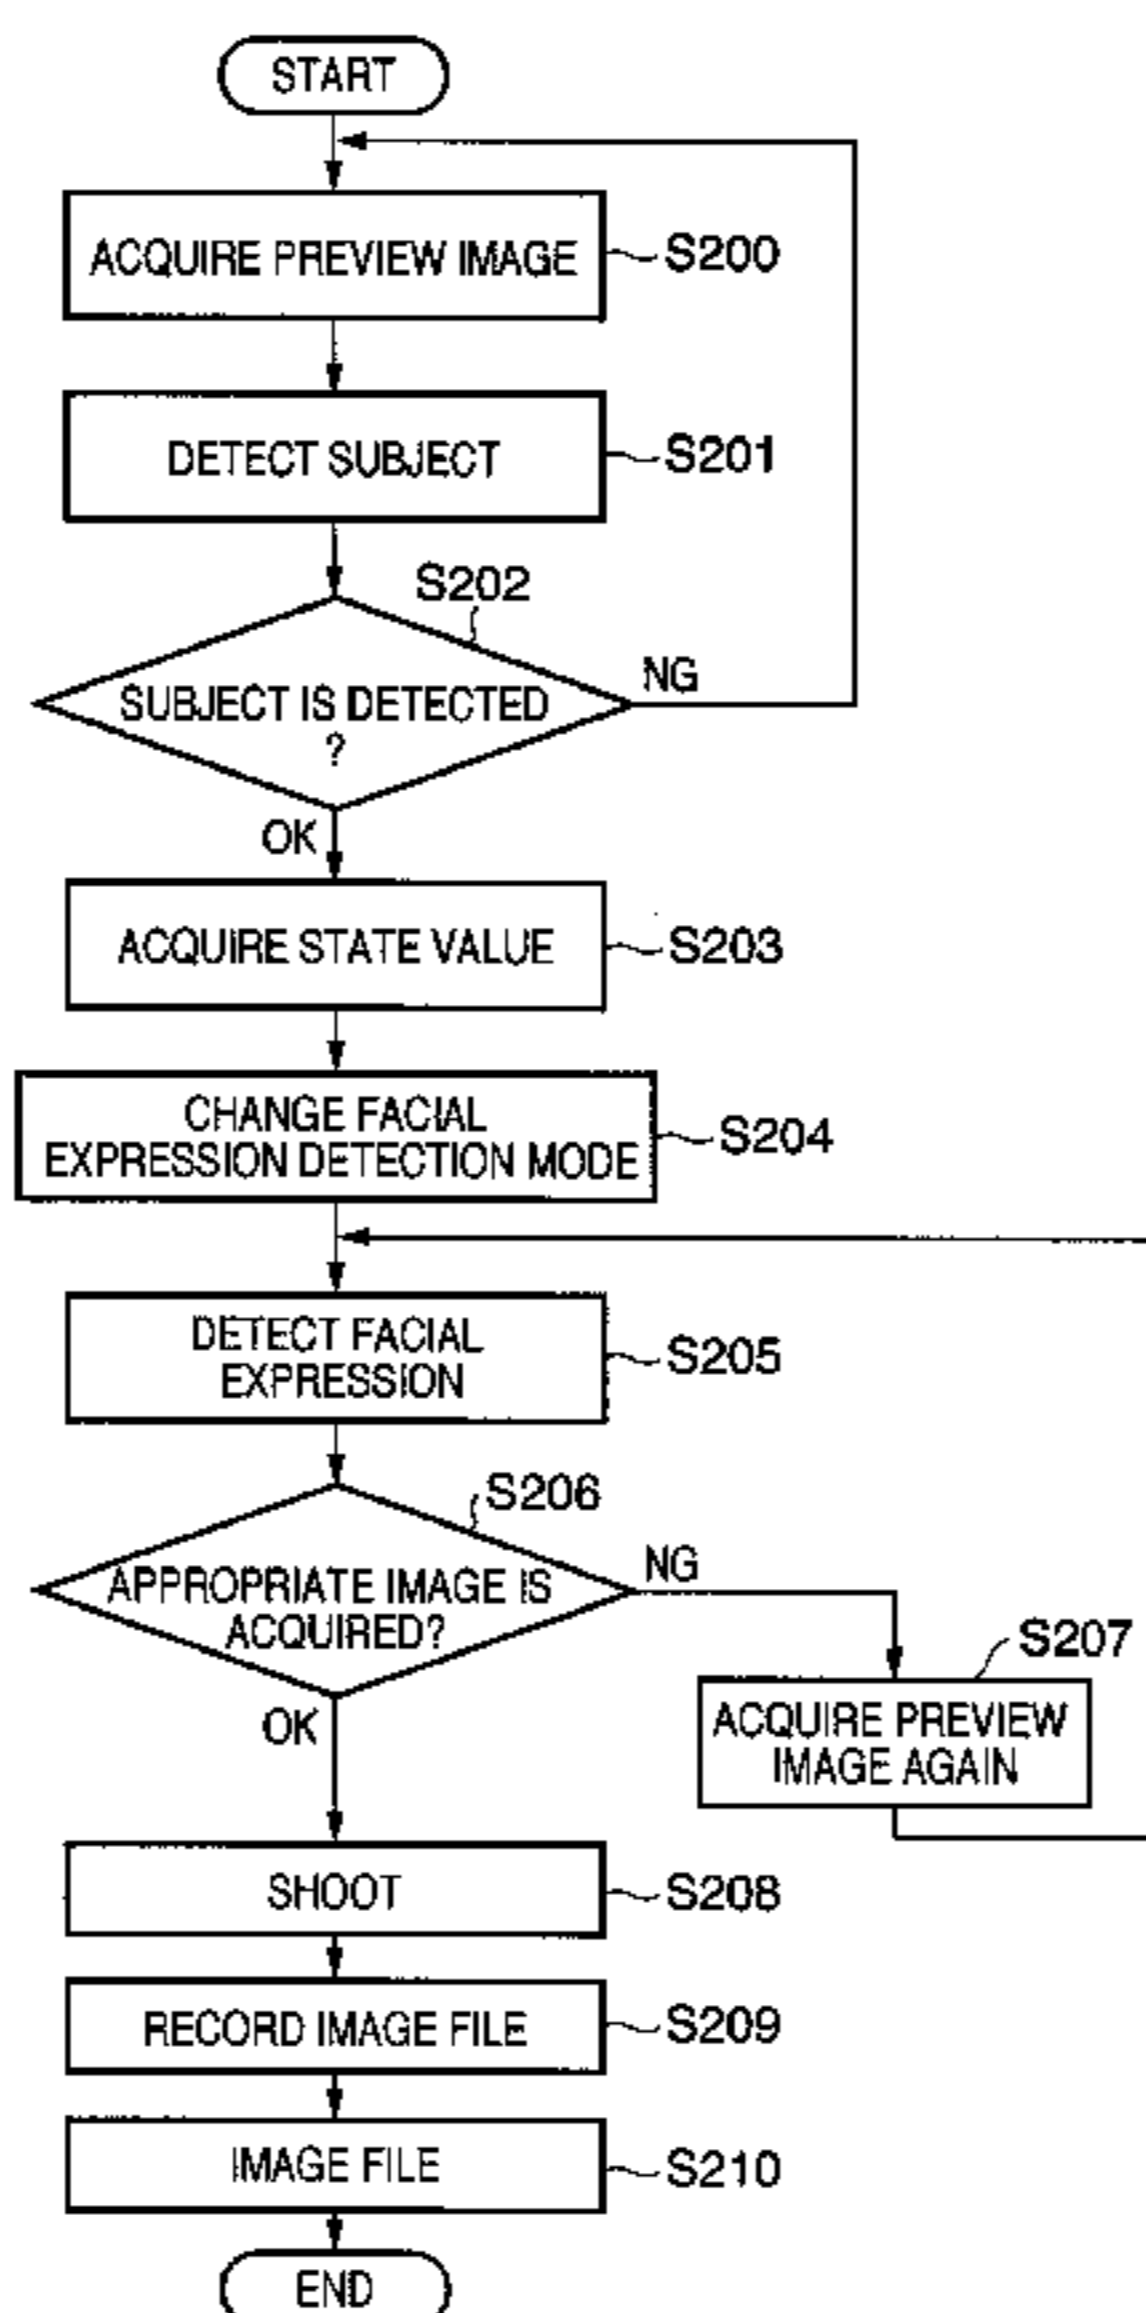 START
ACQUIRE PREVIEW IMAGE
S200
DETECT SUBJECT
S201
S202
SUBJECT IS DETECTED
?
NG
OK
ACQUIRE STATE VALUE
S203
CHANGE FACIAL
EXPRESSION DETECTION MODE
S204
DETECT FACIAL
EXPRESSION
S205
S206
APPROPRIATE IMAGE IS
ACQUIRED?
NG
S207
ACQUIRE PREVIEW
IMAGE AGAIN
OK
SHOOT
S208
RECORD IMAGE FILE
S209
IMAGE FILE
S210
END